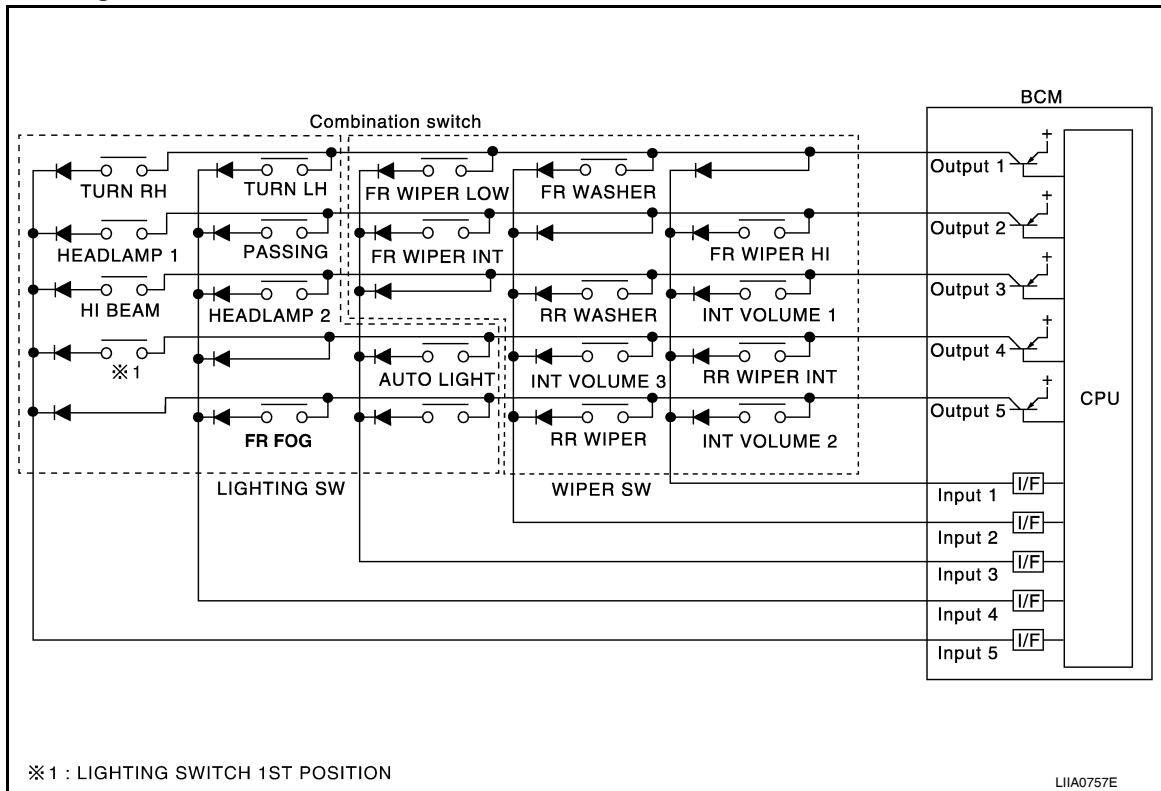 BCM
Combination switch
Output 1
TURN RH
TURN LH
FR WIPER LOW
FR WASHER
Output 2
HEADLAMP 1
PASSING
FR WIPER INT
FR WIPER HI
Output 3
HI BEAM
HEADLAMP 2
RR WASHER
INT VOLUME 1
Output 4
※1
AUTO LIGHT
INT VOLUME 3
RR WIPER INT
CPU
Output 5
FR FOG
RR WIPER
INT VOLUME 2
LIGHTING SW
WIPER SW
Input 1
I/F
Input 2
I/F
Input 3
I/F
Input 4
I/F
Input 5
I/F
+
+
+
+
+
※1 : LIGHTING SWITCH 1ST POSITION
LIIA0757E